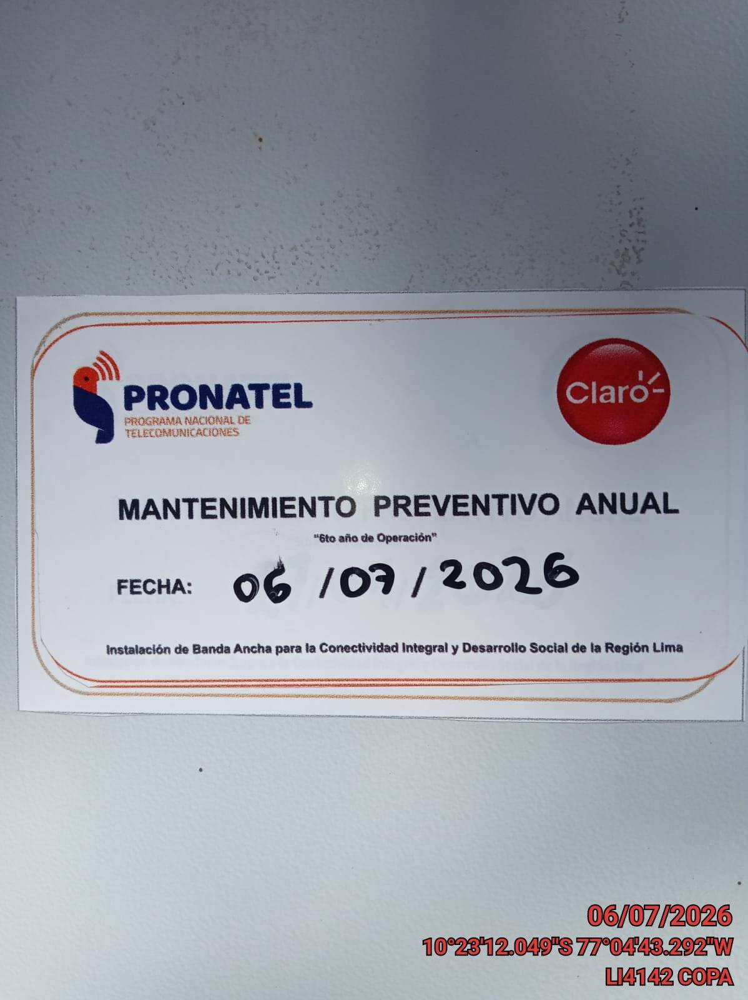 PRONATEL
PROGRAMA NACIONAL DE
TELECOMUNICACIONES
Claro
MANTENIMIENTO PREVENTIVO ANUAL
“6to año de Operación”
FECHA: 06 / 07 / 2026
Instalación de Banda Ancha para la Conectividad Integral y Desarrollo Social de la Región Lima
06/07/2026
10°23'12.049"S 77°04'43.292"W
LI4142 COPA